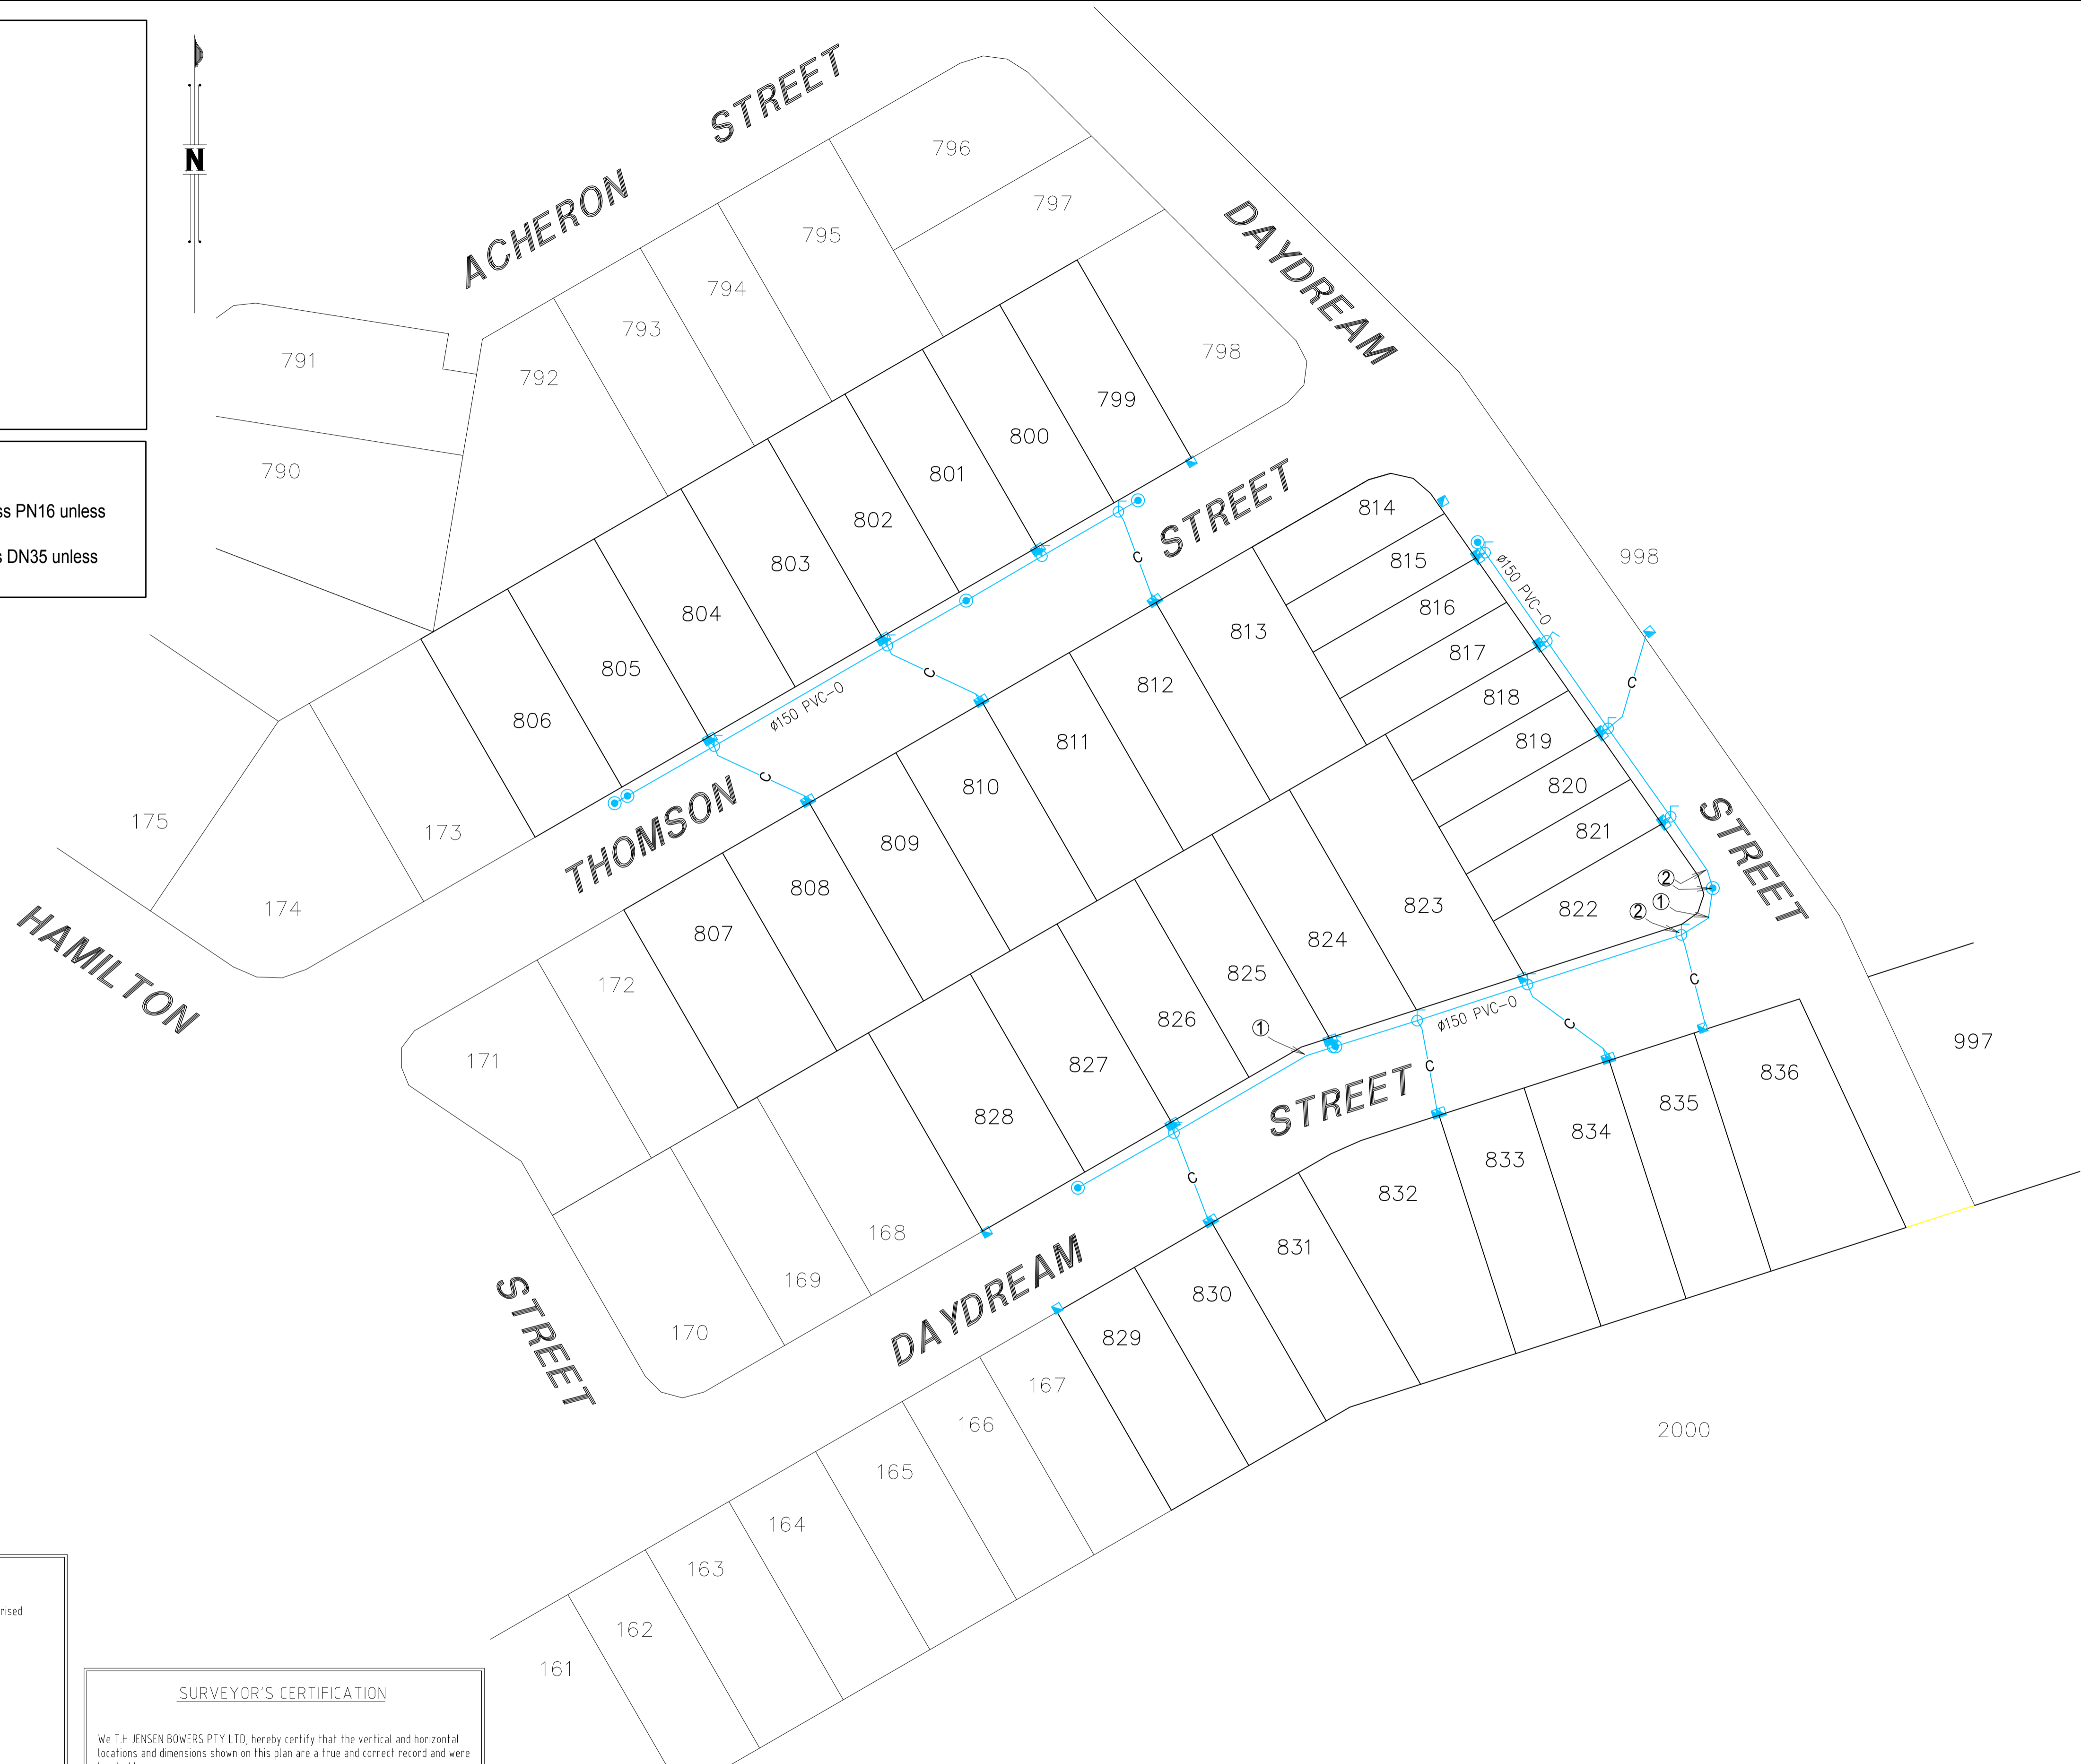 N
ss PN16 unless
s DN35 unless
ACHERON STREET
DAYDREAM
STREET
796
797
795
794
793
792
791
790
798
799
800
801
802
803
804
805
806
C
C
C
ø150 PVC-O
THOMSON
STREET
HAMILTON
STREET
175
174
173
172
171
170
169
168
807
808
809
810
811
812
813
814
815
816
817
818
819
820
821
822
823
824
825
826
827
828
ø150 PVC-O
C
998
997
2
1
2
1
ø150 PVC-O
C
C
C
C
DAYDREAM
STREET
829
830
831
832
833
834
835
836
2000
167
166
165
164
163
162
161
rised
SURVEYOR'S CERTIFICATION
We T.H JENSEN BOWERS PTY LTD, hereby certify that the vertical and horizontal
locations and dimensions shown on this plan are a true and correct record and were